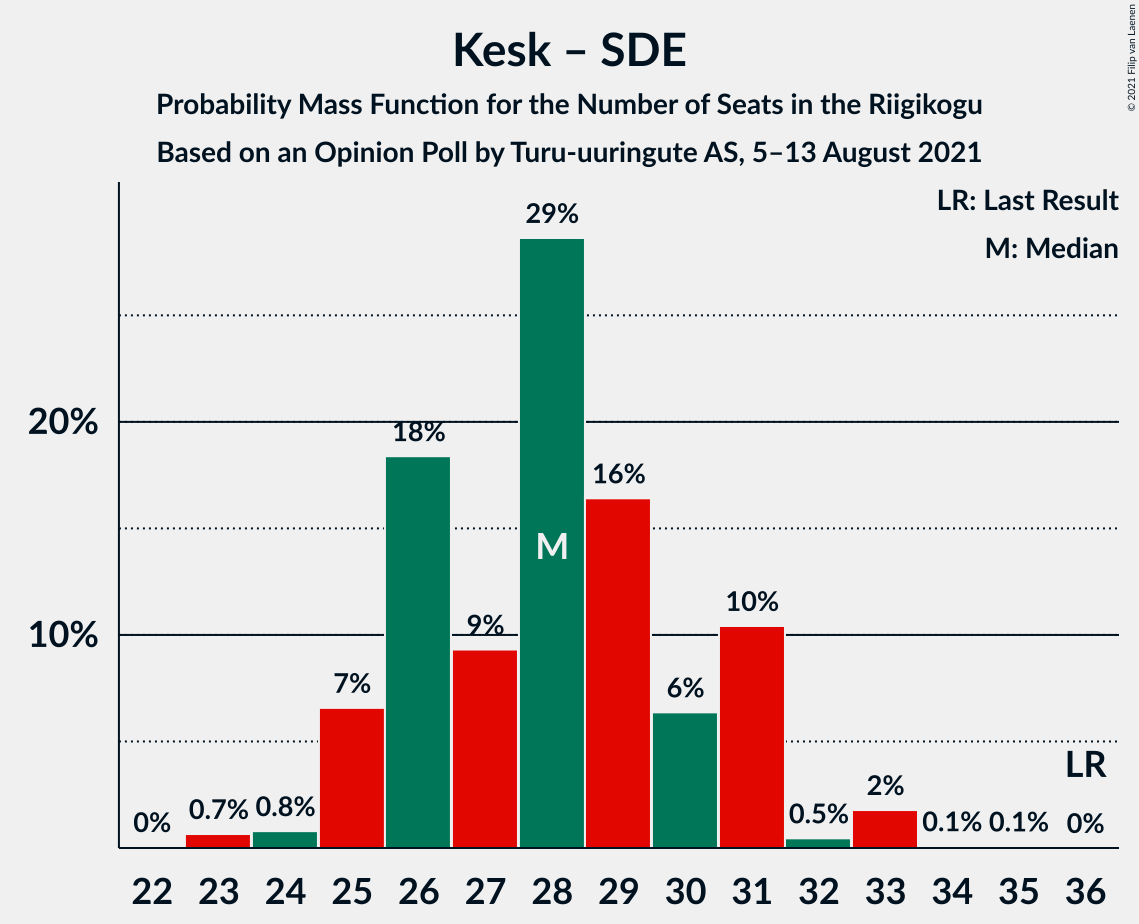 Kesk – SDE
Probability Mass Function for the Number of Seats in the Riigikogu
Based on an Opinion Poll by Turu-uuringute AS, 5–13 August 2021
© 2021 Filip van Laenen
LR: Last Result
M: Median
20%
10%
0%
0.7%
0.8%
7%
18%
9%
29%
M
16%
6%
10%
0.5%
2%
0.1%
0.1%
LR
0%
22 23 24 25 26 27 28 29 30 31 32 33 34 35 36